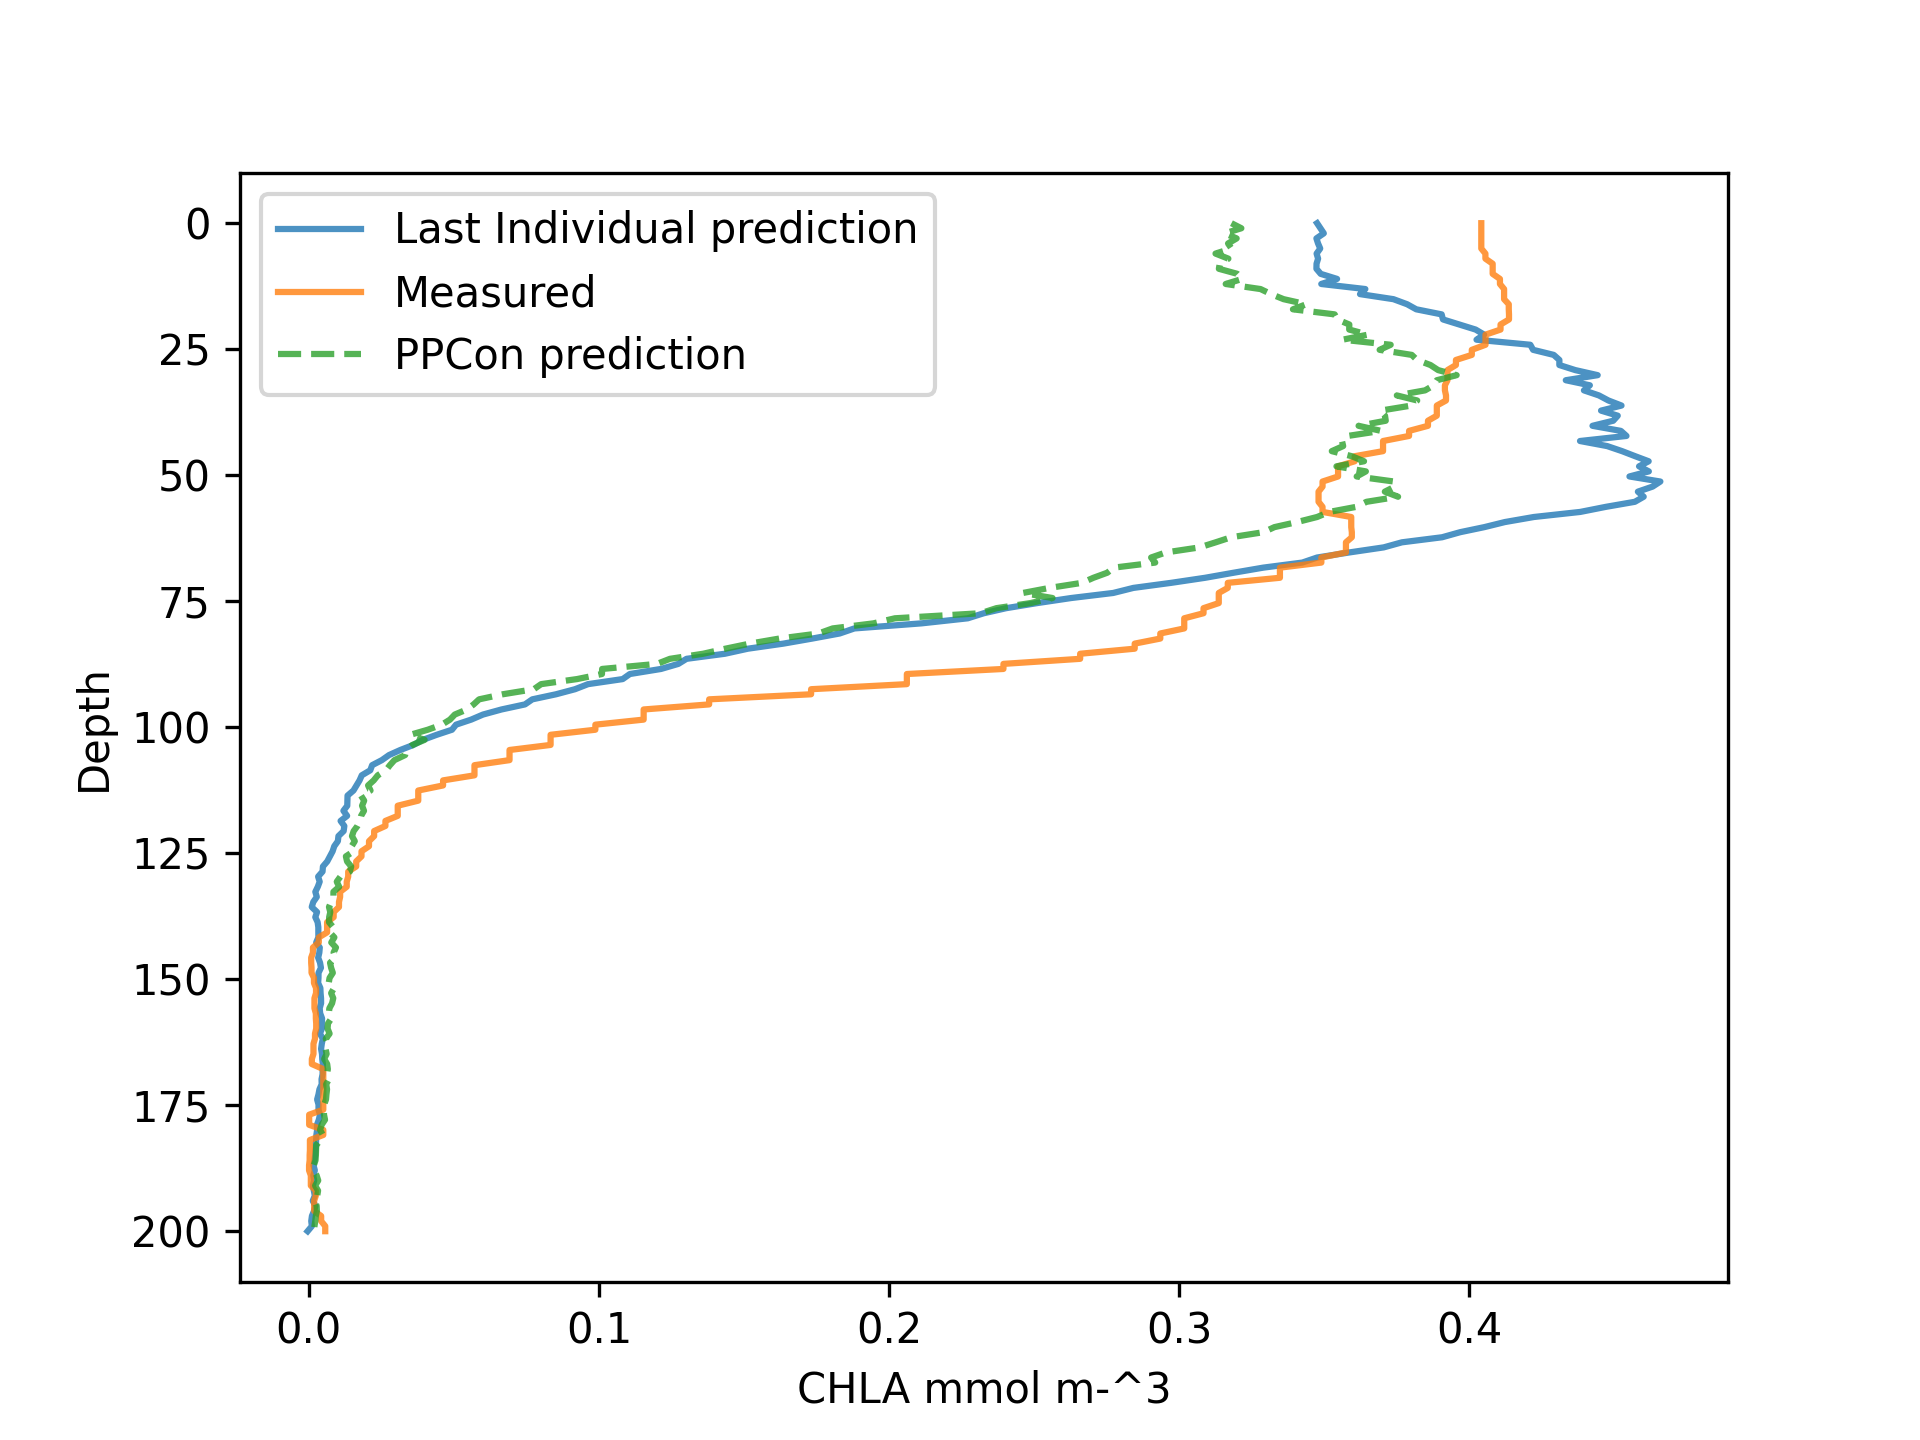 Last Individual prediction
Measured
PPCon prediction
0
25
50
75
100
125
150
175
200
Depth
0.0 0.1 0.2 0.3 0.4
CHLA mmol m-^3